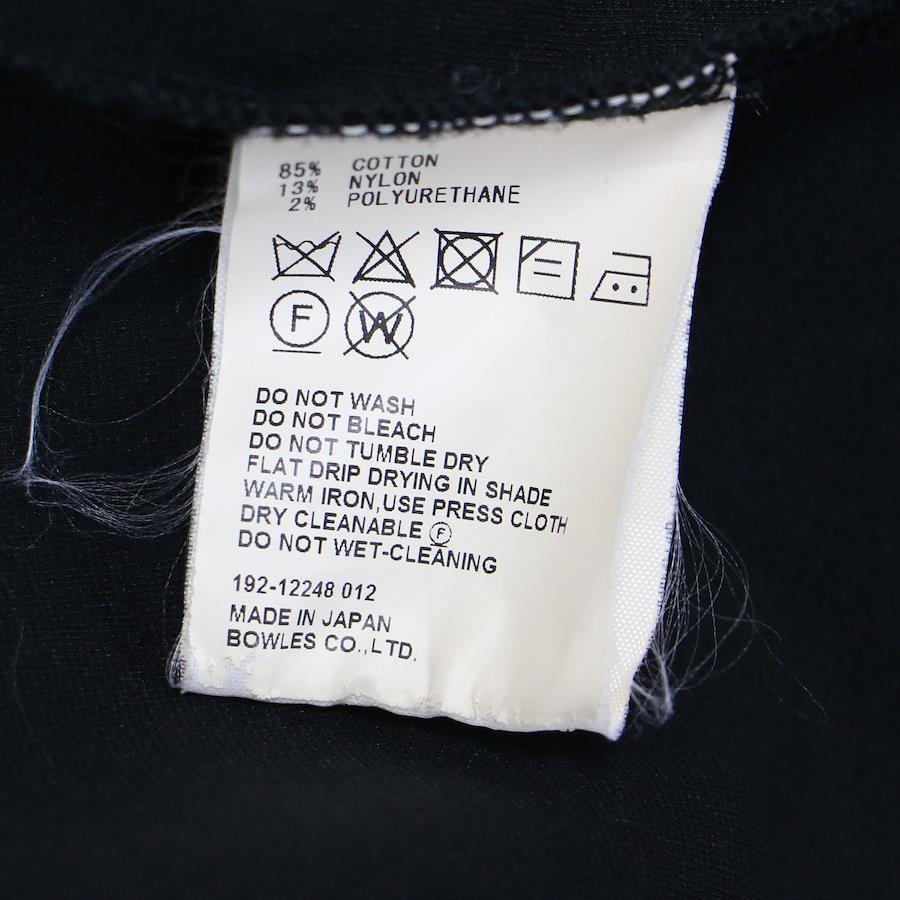 85% COTTON
13% NYLON
2% POLYURETHANE
F W
DO NOT WASH
DO NOT BLEACH
DO NOT TUMBLE DRY
FLAT DRIP DRYING IN SHADE
WARM IRON,USE PRESS CLOTH
DRY CLEANABLE Ⓕ
DO NOT WET-CLEANING
192-12248 012
MADE IN JAPAN
BOWLES CO.,LTD.